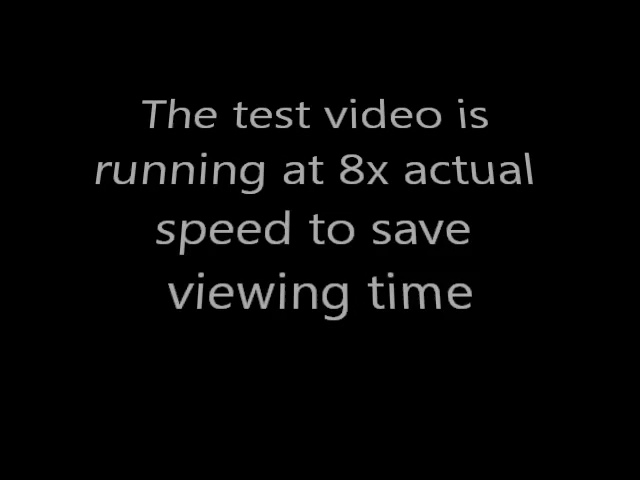 The test video is
running at 8x actual
speed to save
viewing time